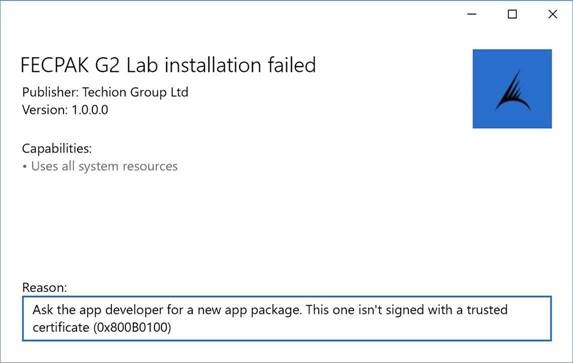 FECPAK G2 Lab installation failed
Publisher: Techion Group Ltd
Version: 1.0.0.0
Capabilities:
• Uses all system resources
Reason:
Ask the app developer for a new app package. This one isn't signed with a trusted
certificate (0x800B0100)